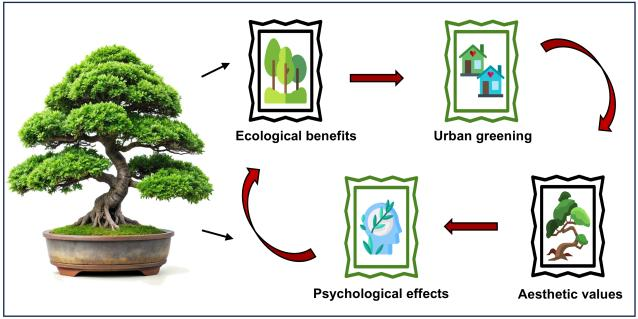 Ecological benefits
Urban greening
Psychological effects
Aesthetic values